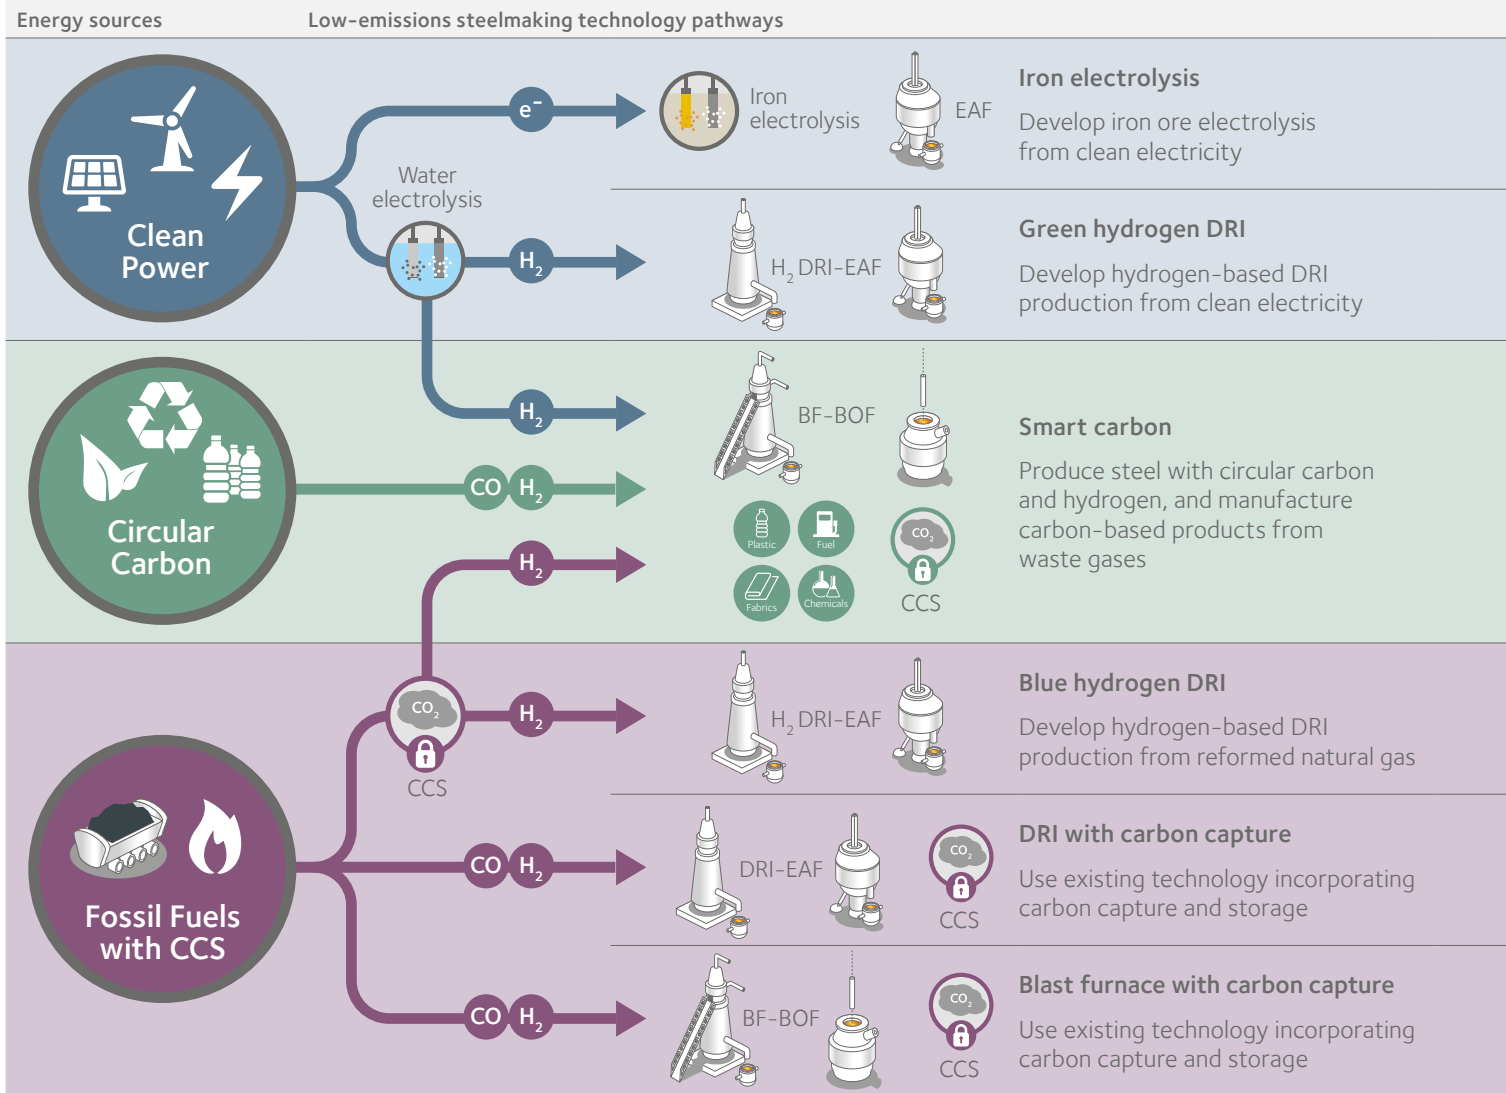 Energy sources
Low-emissions steelmaking technology pathways
Clean
Power
e⁻
Iron
electrolysis
EAF
Iron electrolysis
Develop iron ore electrolysis
from clean electricity
Water
electrolysis
H₂
H₂ DRI-EAF
Green hydrogen DRI
Develop hydrogen-based DRI
production from clean electricity
Circular
Carbon
H₂
CO H₂
H₂
BF-BOF
Plastic
Fuel
Fabrics
Chemicals
CO₂
CCS
Smart carbon
Produce steel with circular carbon
and hydrogen, and manufacture
carbon-based products from
waste gases
Fossil Fuels
with CCS
CO₂
CCS
H₂
H₂ DRI-EAF
Blue hydrogen DRI
Develop hydrogen-based DRI
production from reformed natural gas
CO H₂
DRI-EAF
CO₂
CCS
DRI with carbon capture
Use existing technology incorporating
carbon capture and storage
CO H₂
BF-BOF
CO₂
CCS
Blast furnace with carbon capture
Use existing technology incorporating
carbon capture and storage